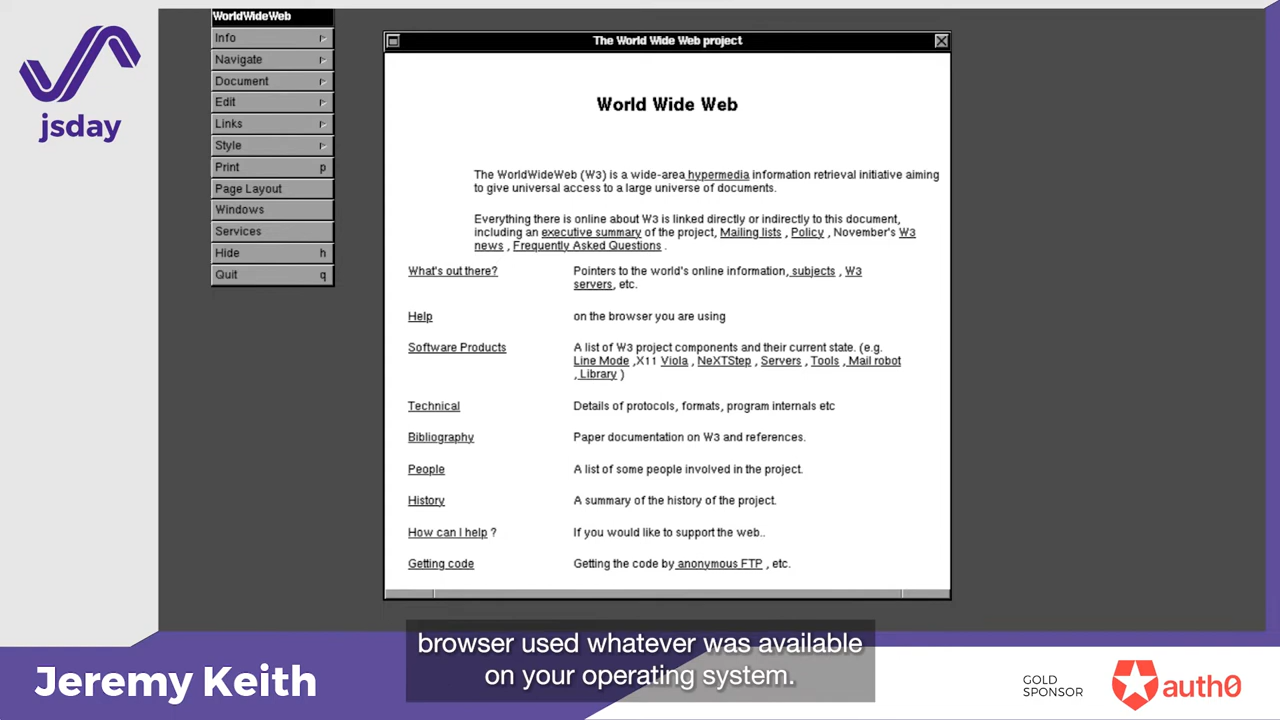 jsday
WorldWideWeb
Info
Navigate
Document
Edit
Links
Style
Print p
Page Layout
Windows
Services
Hide h
Quit q
The World Wide Web project
World Wide Web
The WorldWideWeb (W3) is a wide-area hypermedia information retrieval initiative aiming
to give universal access to a large universe of documents.
Everything there is online about W3 is linked directly or indirectly to this document,
including an executive summary of the project, Mailing lists , Policy , November's W3
news , Frequently Asked Questions .
What's out there? Pointers to the world's online information, subjects , W3
servers, etc.
Help on the browser you are using
Software Products A list of W3 project components and their current state. (e.g.
Line Mode ,X11 Viola , NeXTStep , Servers , Tools , Mail robot
, Library )
Technical Details of protocols, formats, program internals etc
Bibliography Paper documentation on W3 and references.
People A list of some people involved in the project.
History A summary of the history of the project.
How can I help ? If you would like to support the web..
Getting code Getting the code by anonymous FTP , etc.
browser used whatever was available
on your operating system.
Jeremy Keith
GOLD
SPONSOR
auth0